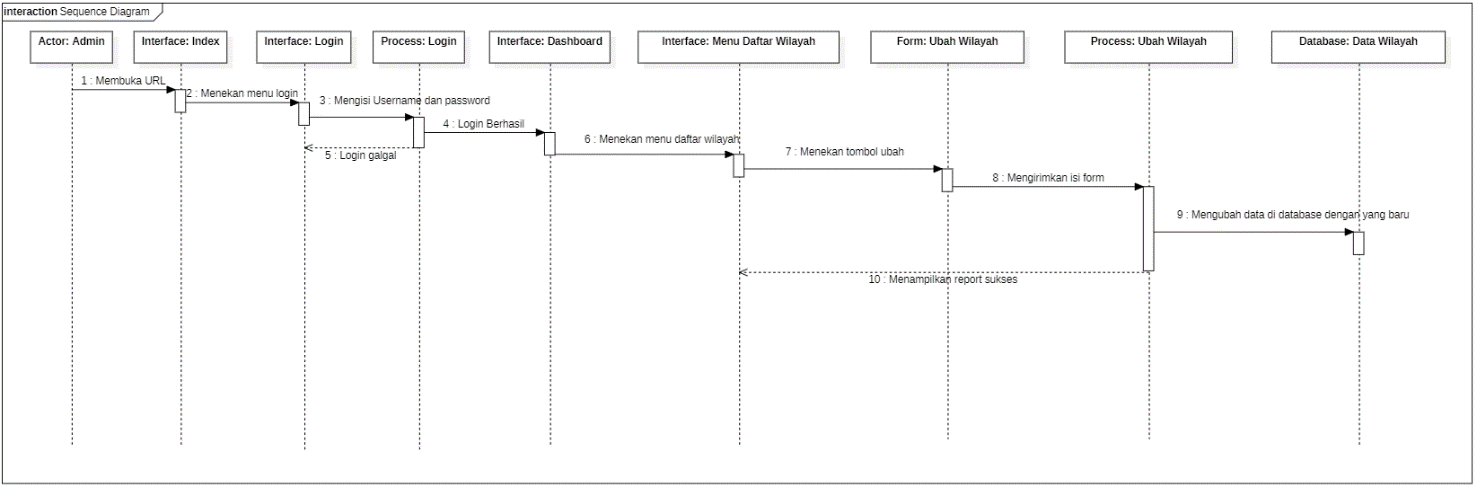 interaction Sequence Diagram
Actor: Admin
Interface: Index
Interface: Login
Process: Login
Interface: Dashboard
Interface: Menu Daftar Wilayah
Form: Ubah Wilayah
Process: Ubah Wilayah
Database: Data Wilayah
1 : Membuka URL
2 : Menekan menu login
3 : Mengisi Username dan password
4 : Login Berhasil
5 : Login galgal
6 : Menekan menu daftar wilayah
7 : Menekan tombol ubah
8 : Mengirimkan isi form
9 : Mengubah data di database dengan yang baru
10 : Menampilkan report sukses